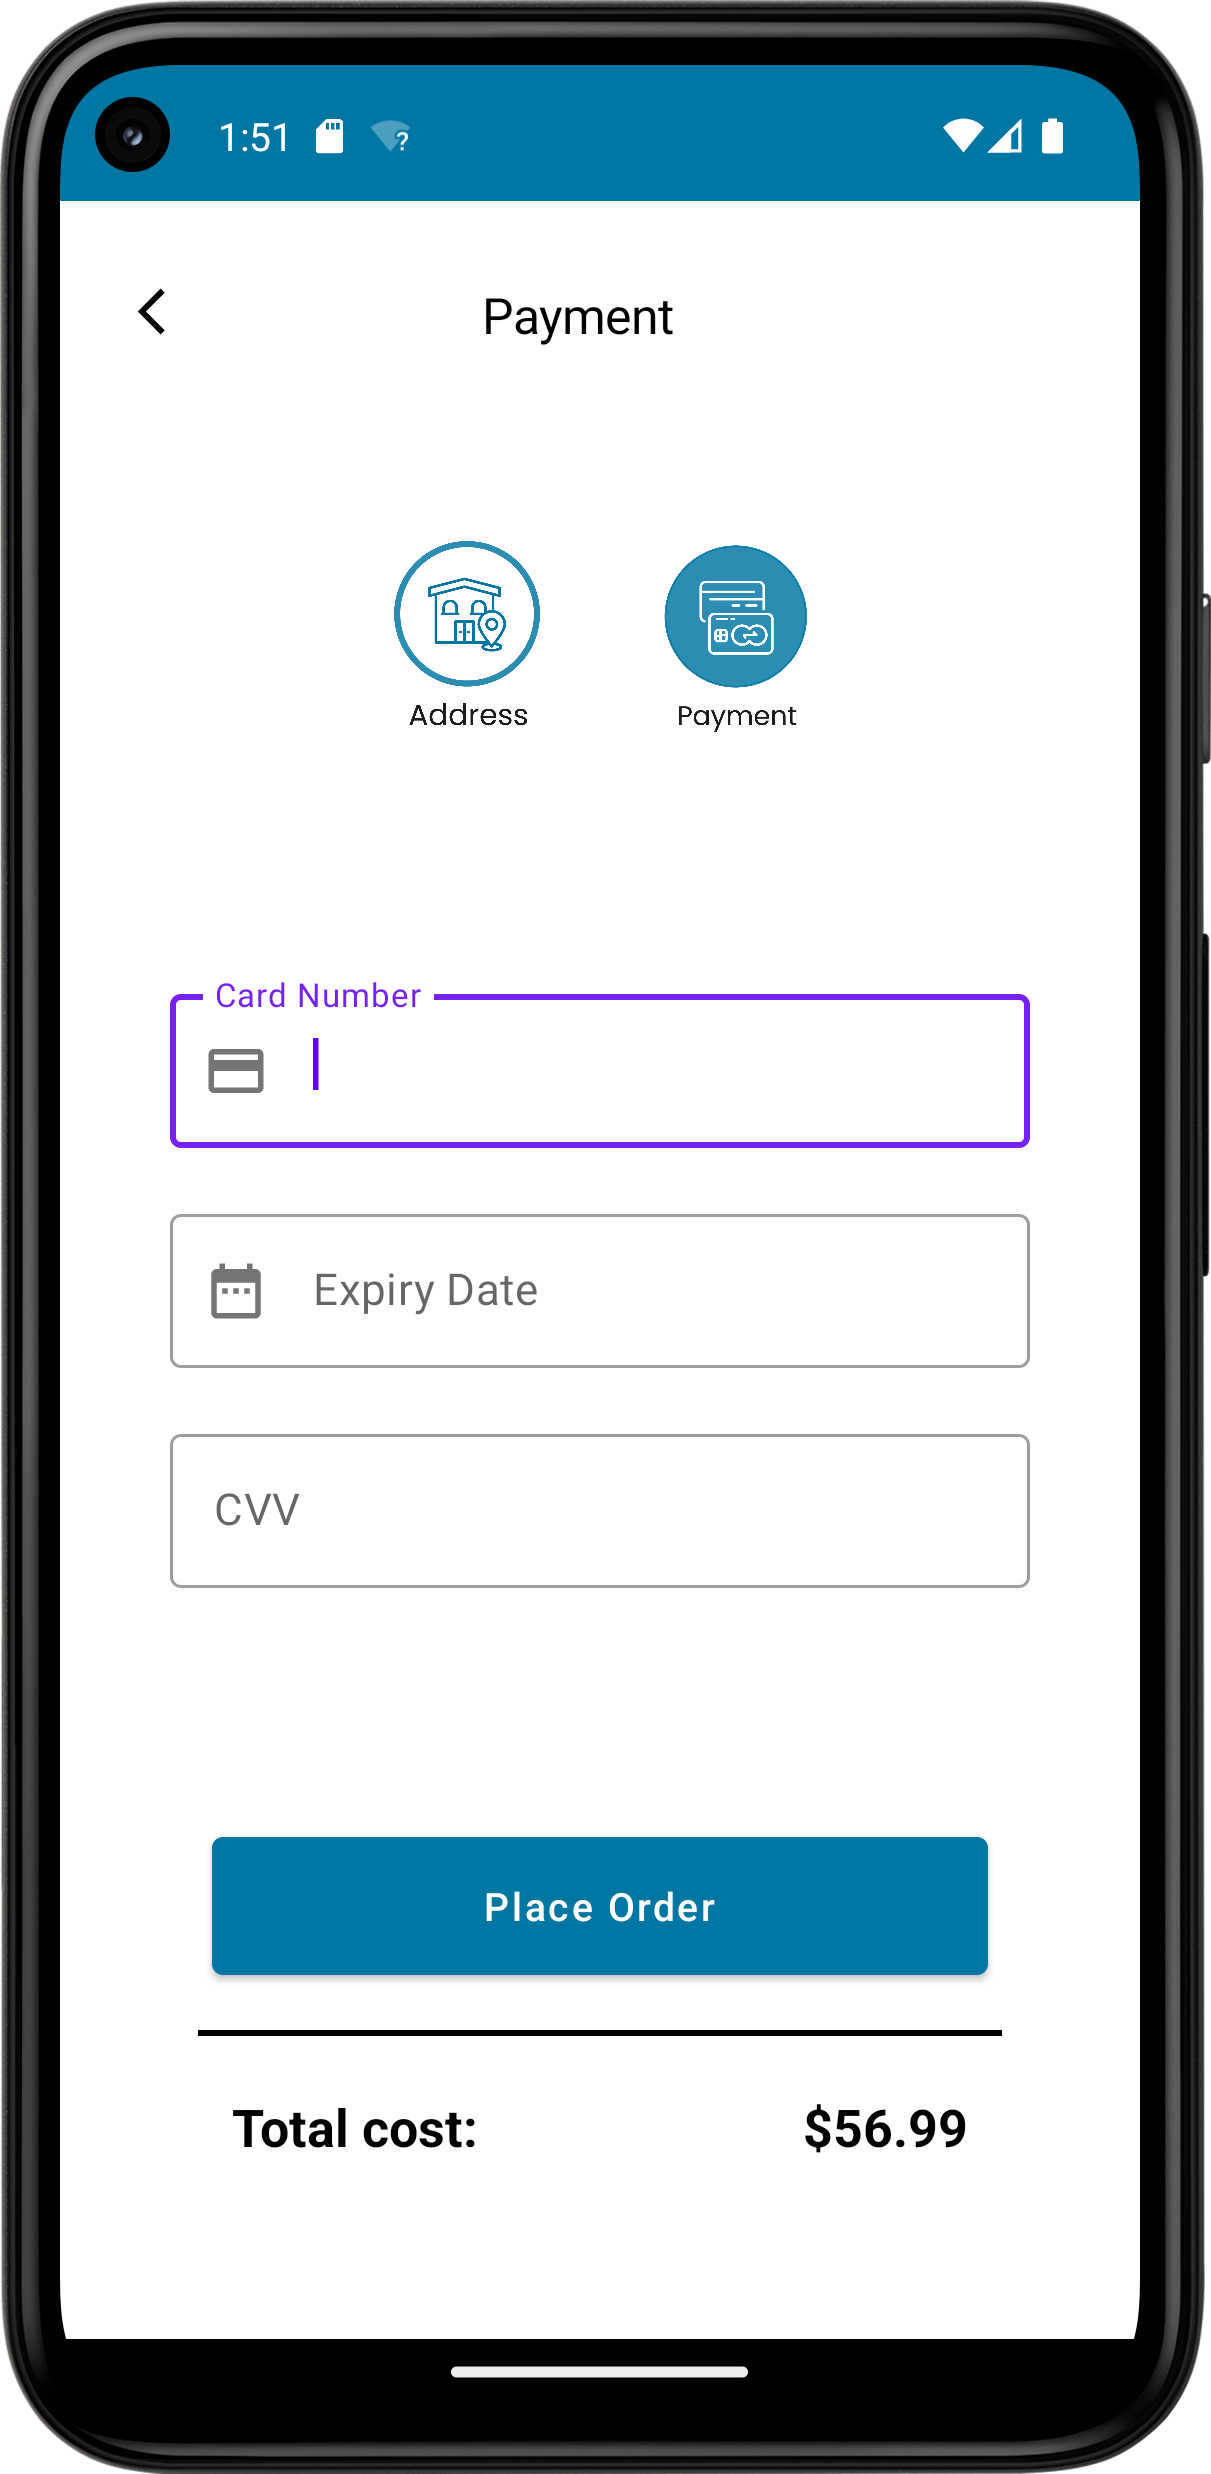 1:51
Payment
Address
Payment
Card Number
Expiry Date
CVV
Place Order
Total cost: $56.99